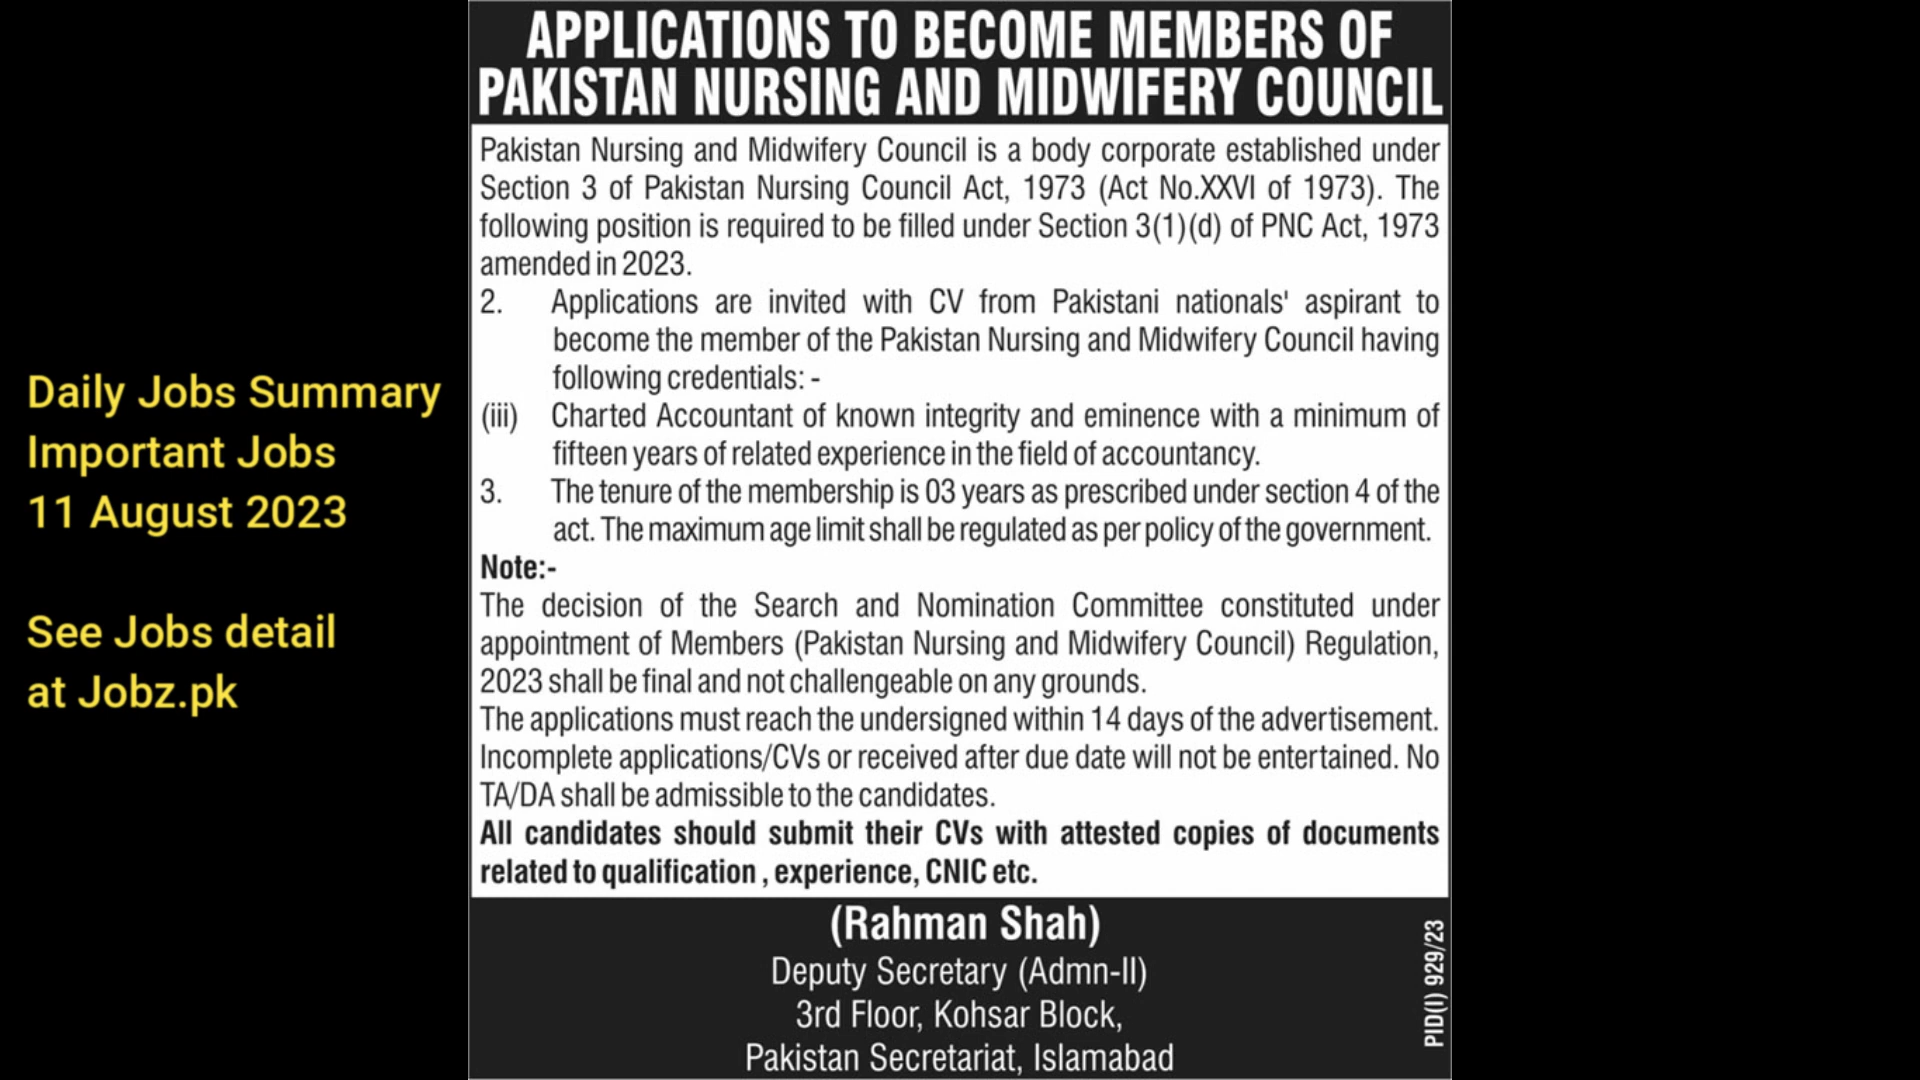 APPLICATIONS TO BECOME MEMBERS OF
PAKISTAN NURSING AND MIDWIFERY COUNCIL
Pakistan Nursing and Midwifery Council is a body corporate established under
Section 3 of Pakistan Nursing Council Act, 1973 (Act No.XXVI of 1973). The
following position is required to be filled under Section 3(1)(d) of PNC Act, 1973
amended in 2023.
2. Applications are invited with CV from Pakistani nationals' aspirant to
become the member of the Pakistan Nursing and Midwifery Council having
following credentials: -
(iii) Charted Accountant of known integrity and eminence with a minimum of
fifteen years of related experience in the field of accountancy.
3. The tenure of the membership is 03 years as prescribed under section 4 of the
act. The maximum age limit shall be regulated as per policy of the government.
Note:-
The decision of the Search and Nomination Committee constituted under
appointment of Members (Pakistan Nursing and Midwifery Council) Regulation,
2023 shall be final and not challengeable on any grounds.
The applications must reach the undersigned within 14 days of the advertisement.
Incomplete applications/CVs or received after due date will not be entertained. No
TA/DA shall be admissible to the candidates.
All candidates should submit their CVs with attested copies of documents
related to qualification , experience, CNIC etc.
(Rahman Shah)
Deputy Secretary (Admn-II)
3rd Floor, Kohsar Block,
Pakistan Secretariat, Islamabad
PID(I) 929/23
Daily Jobs Summary
Important Jobs
11 August 2023
See Jobs detail
at Jobz.pk